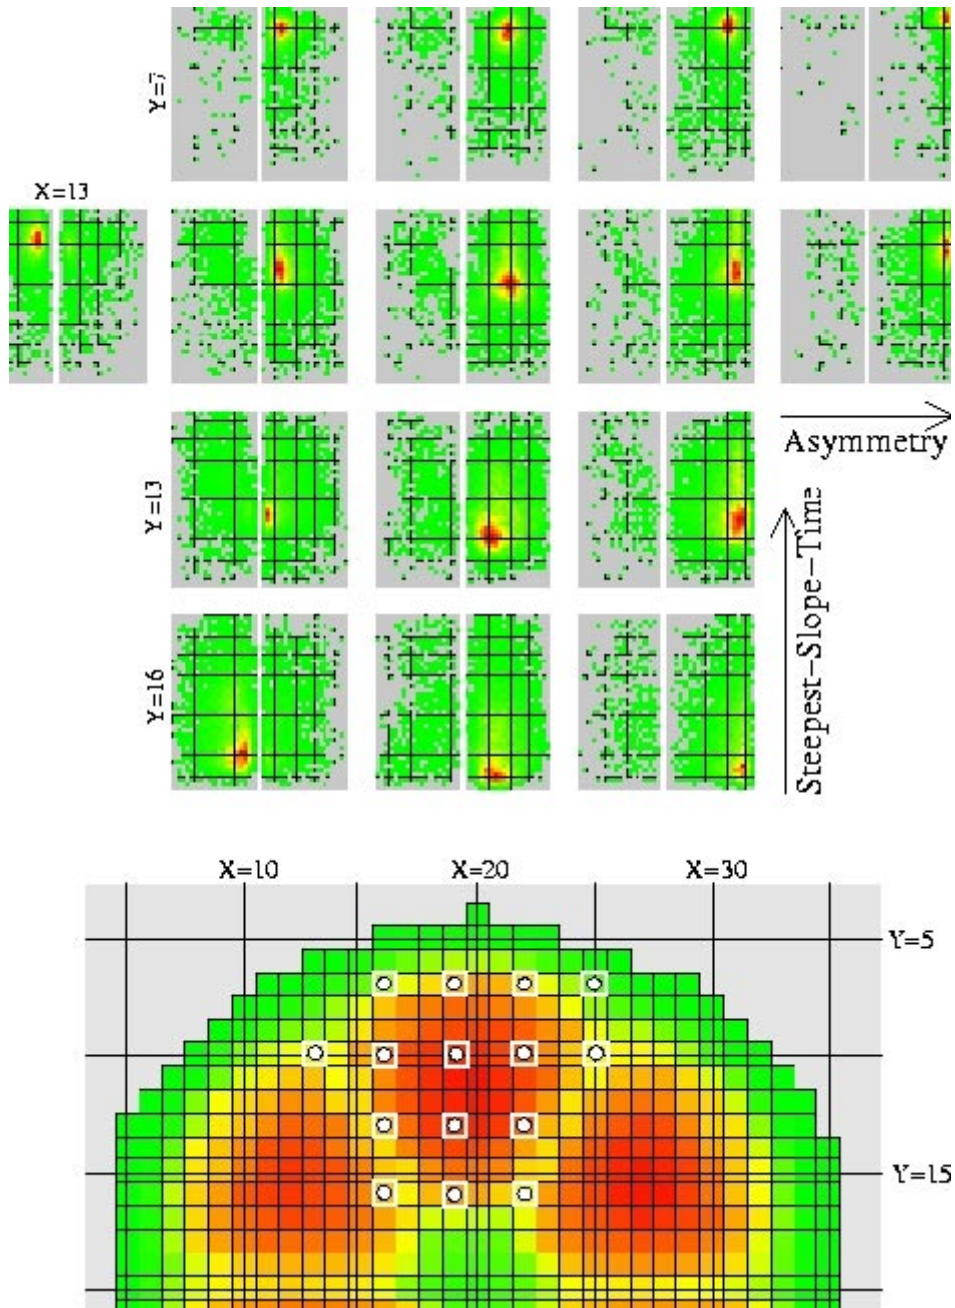 Y=7
X=13
Asymmetry
Y=13
Steepest-Slope-Time
Y=16
X=10 X=20 X=30
Y=5
Y=15